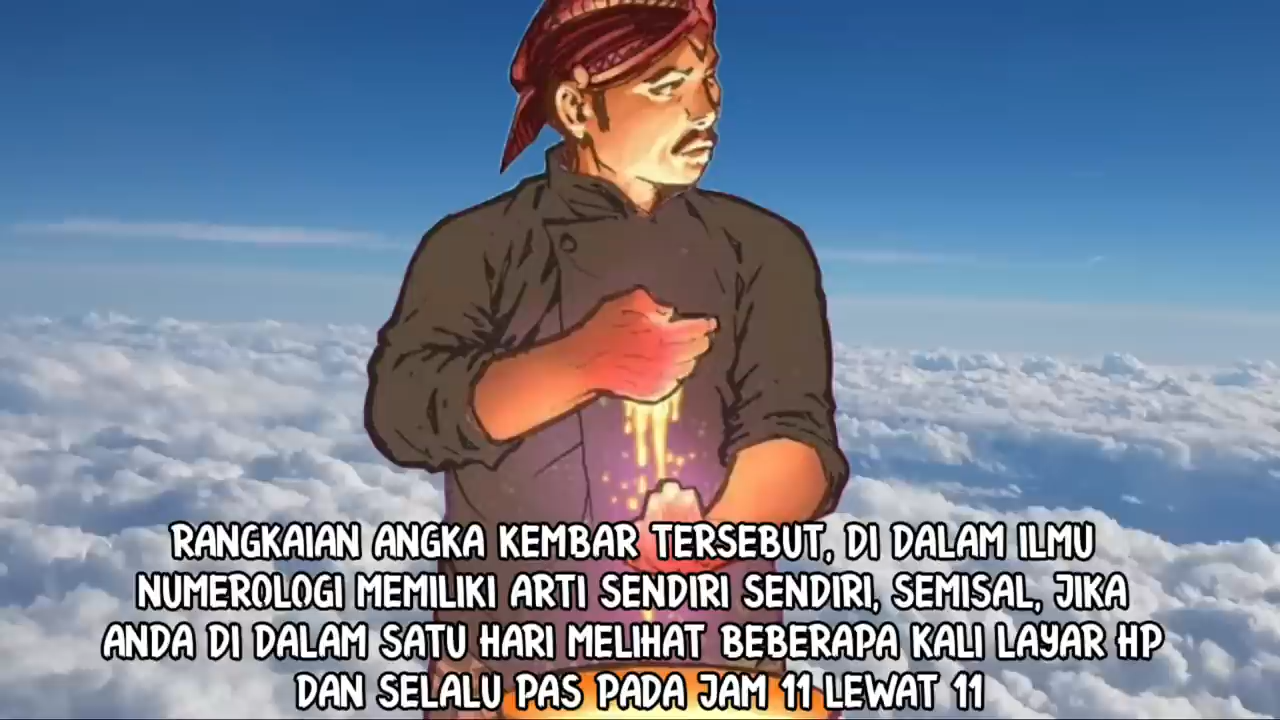 RANGKAIAN ANGKA KEMBAR TERSEBUT, DI DALAM ILMU
NUMEROLOGI MEMILIKI ARTI SENDIRI SENDIRI, SEMISAL, JIKA
ANDA DI DALAM SATU HARI MELIHAT BEBERAPA KALI LAYAR HP
DAN SELALU PAS PADA JAM 11 LEWAT 11